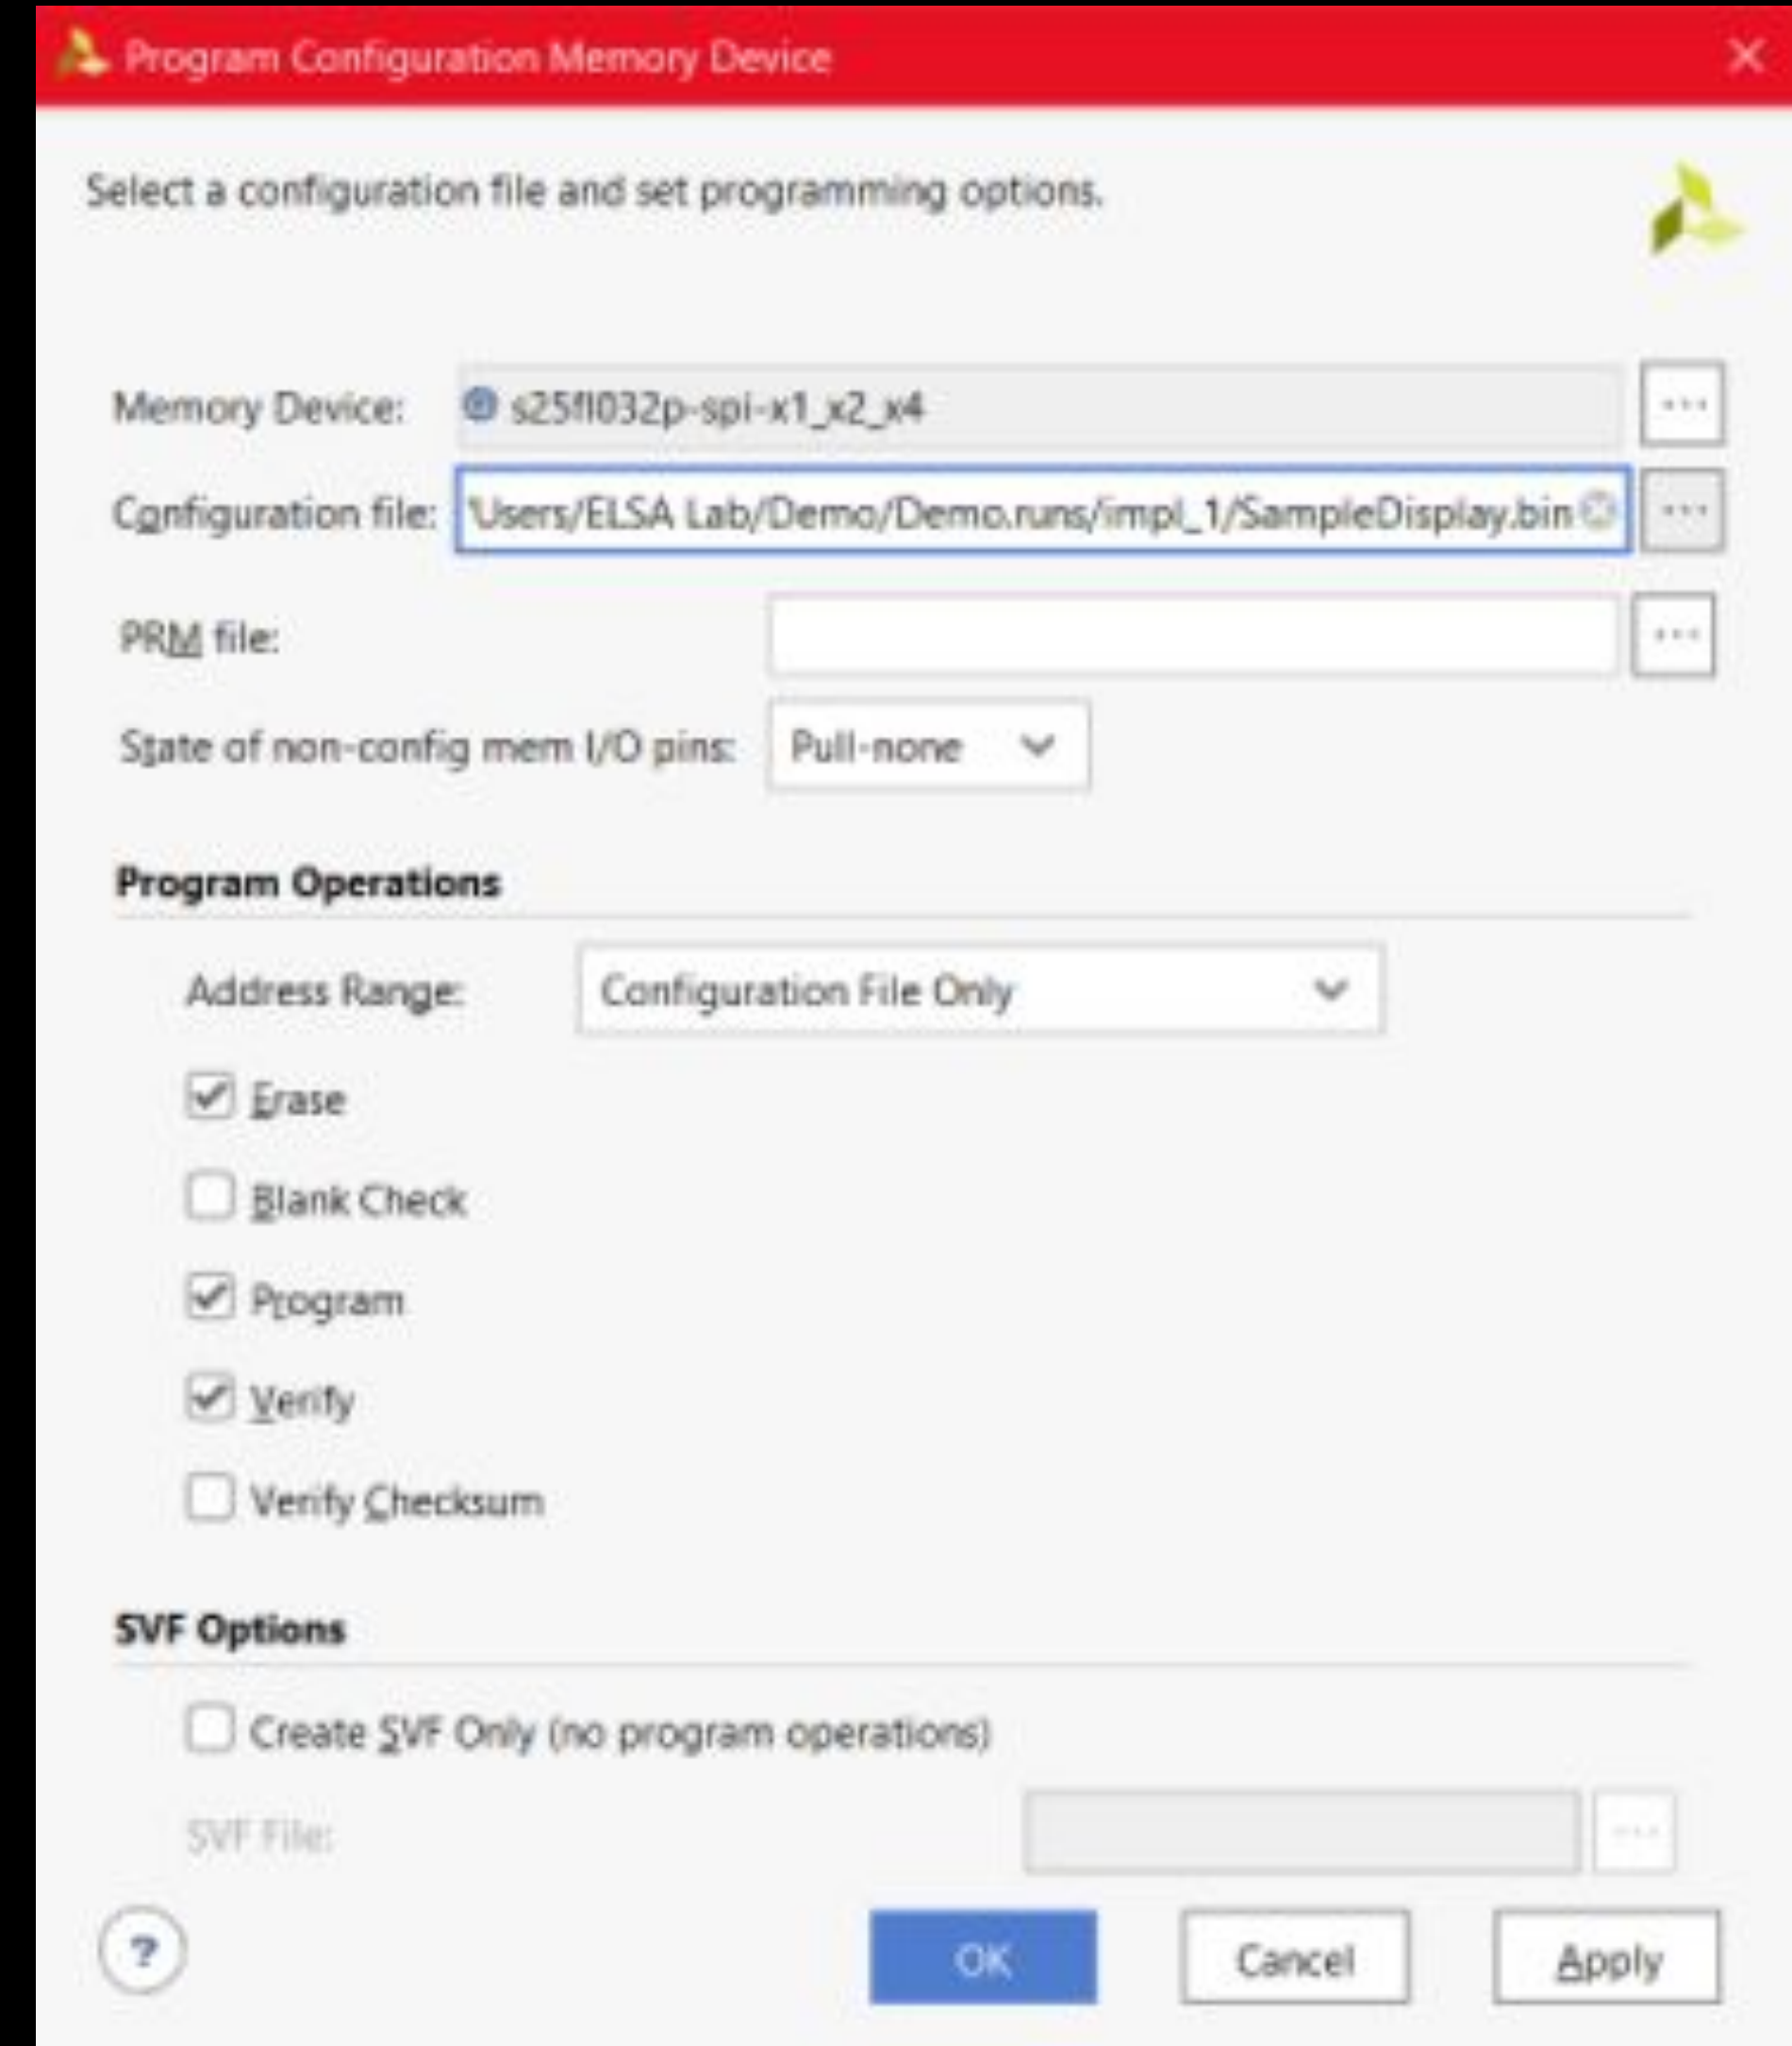 Program Configuration Memory Device
Select a configuration file and set programming options.
Memory Device: s25fl032p-spi-x1_x2_x4
Configuration file: Users/ELSA Lab/Demo/Demo.runs/impl_1/SampleDisplay.bin
PRM file:
State of non-config mem I/O pins: Pull-none
Program Operations
Address Range: Configuration File Only
Erase
Blank Check
Program
Verify
Verify Checksum
SVF Options
Create SVF Only (no program operations)
SVF File:
? OK Cancel Apply